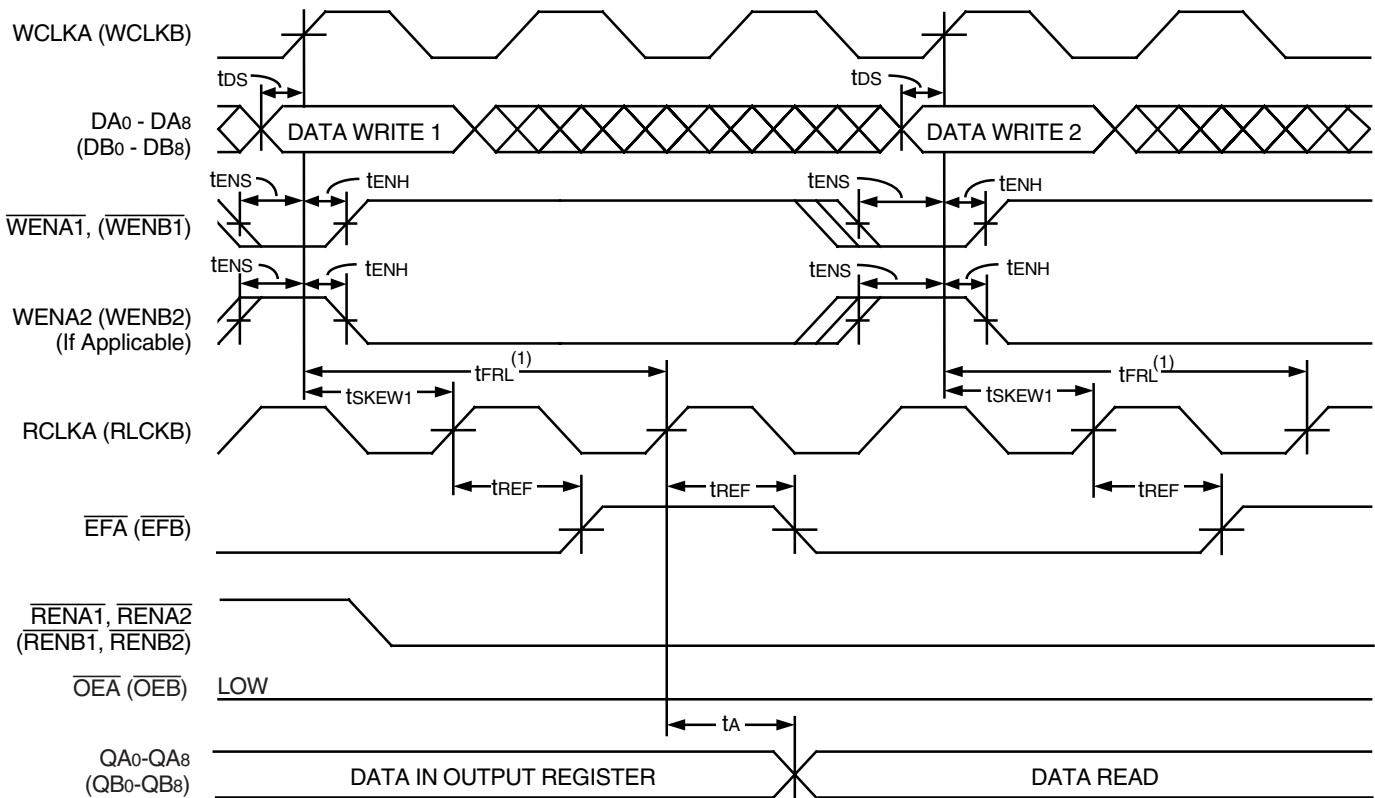 WCLKA (WCLKB)
tDS
tDS
DA0 - DA8
(DB0 - DB8)
DATA WRITE 1
DATA WRITE 2
tENS
tENH
tENS
tENH
WENA1, (WENB1)
tENS
tENH
tENS
tENH
WENA2 (WENB2)
(If Applicable)
tFRL(1)
tFRL(1)
tSKEW1
tSKEW1
RCLKA (RLCKB)
tREF
tREF
tREF
EFA (EFB)
RENA1, RENA2
(RENB1, RENB2)
OEA (OEB)
LOW
tA
QA0-QA8
(QB0-QB8)
DATA IN OUTPUT REGISTER
DATA READ